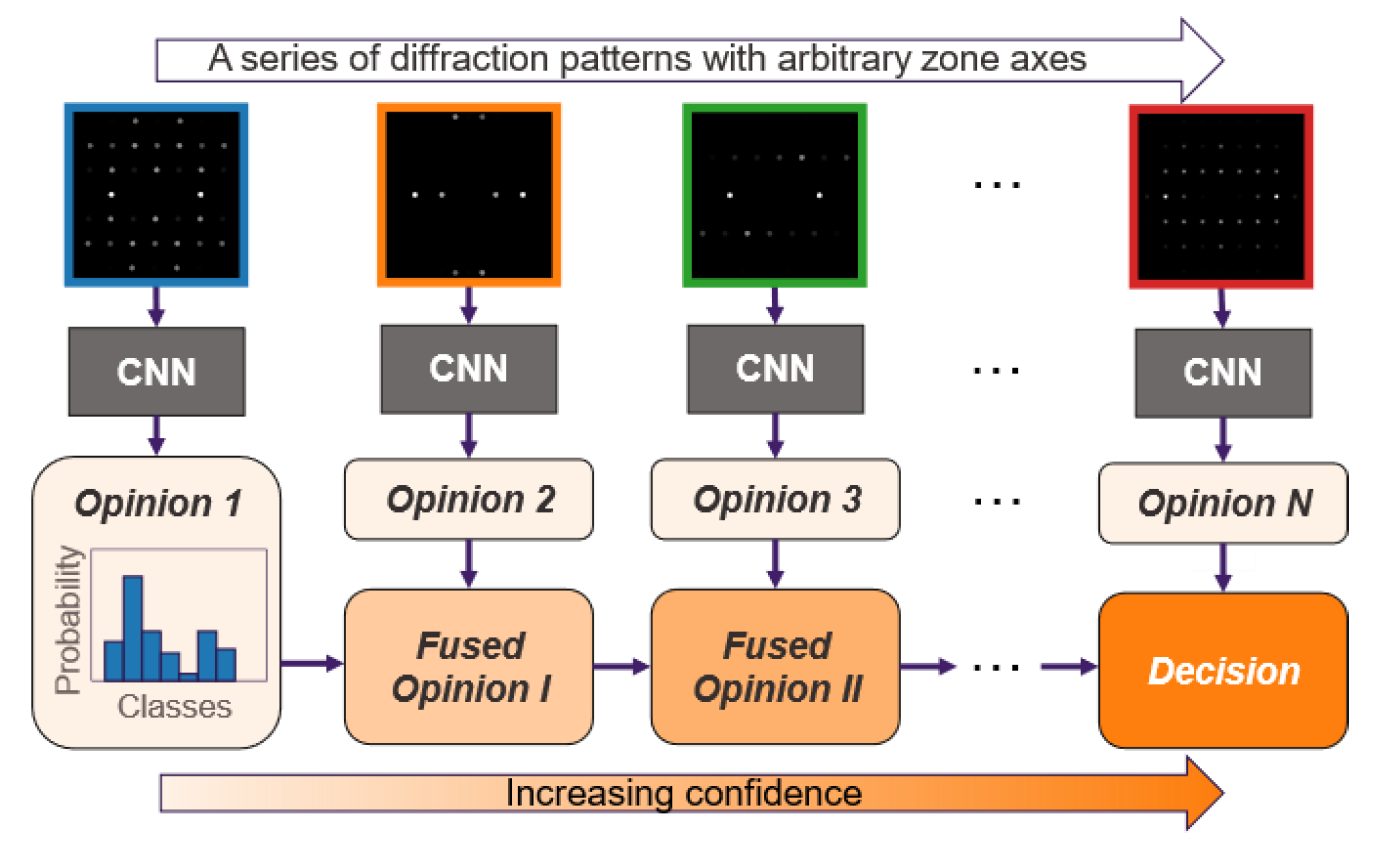 A series of diffraction patterns with arbitrary zone axes
...
CNN
CNN
CNN
...
CNN
Opinion 1
Opinion 2
Opinion 3
...
Opinion N
Probability
Classes
Fused
Opinion I
Fused
Opinion II
...
Decision
Increasing confidence